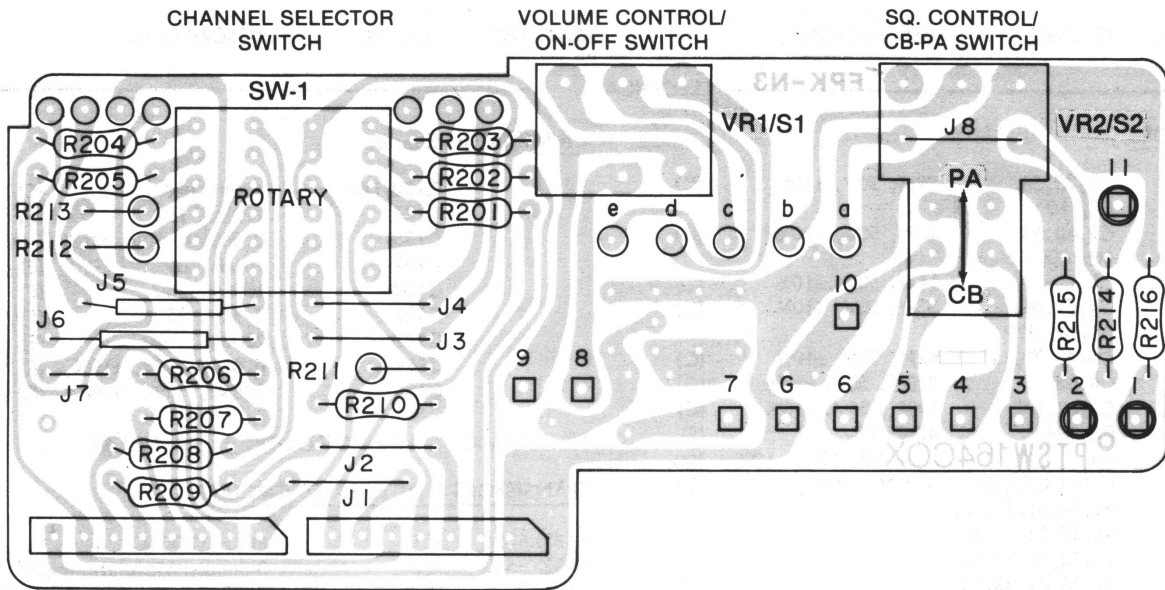 CHANNEL SELECTOR
SWITCH
VOLUME CONTROL/
ON-OFF SWITCH
SQ. CONTROL/
CB-PA SWITCH
SW-1
EPK-N3
VR1/S1
J8
VR2/S2
R204
R203
R205
ROTARY
R202
PA
11
R213
R201
e d c b a
R212
J5
J4
10
CB
J6
J3
R215
R214
R216
J7
R206
R211
9
8
R210
7
G
6
5
4
3
2
1
R207
R208
J2
PTSW164COX
R209
J1